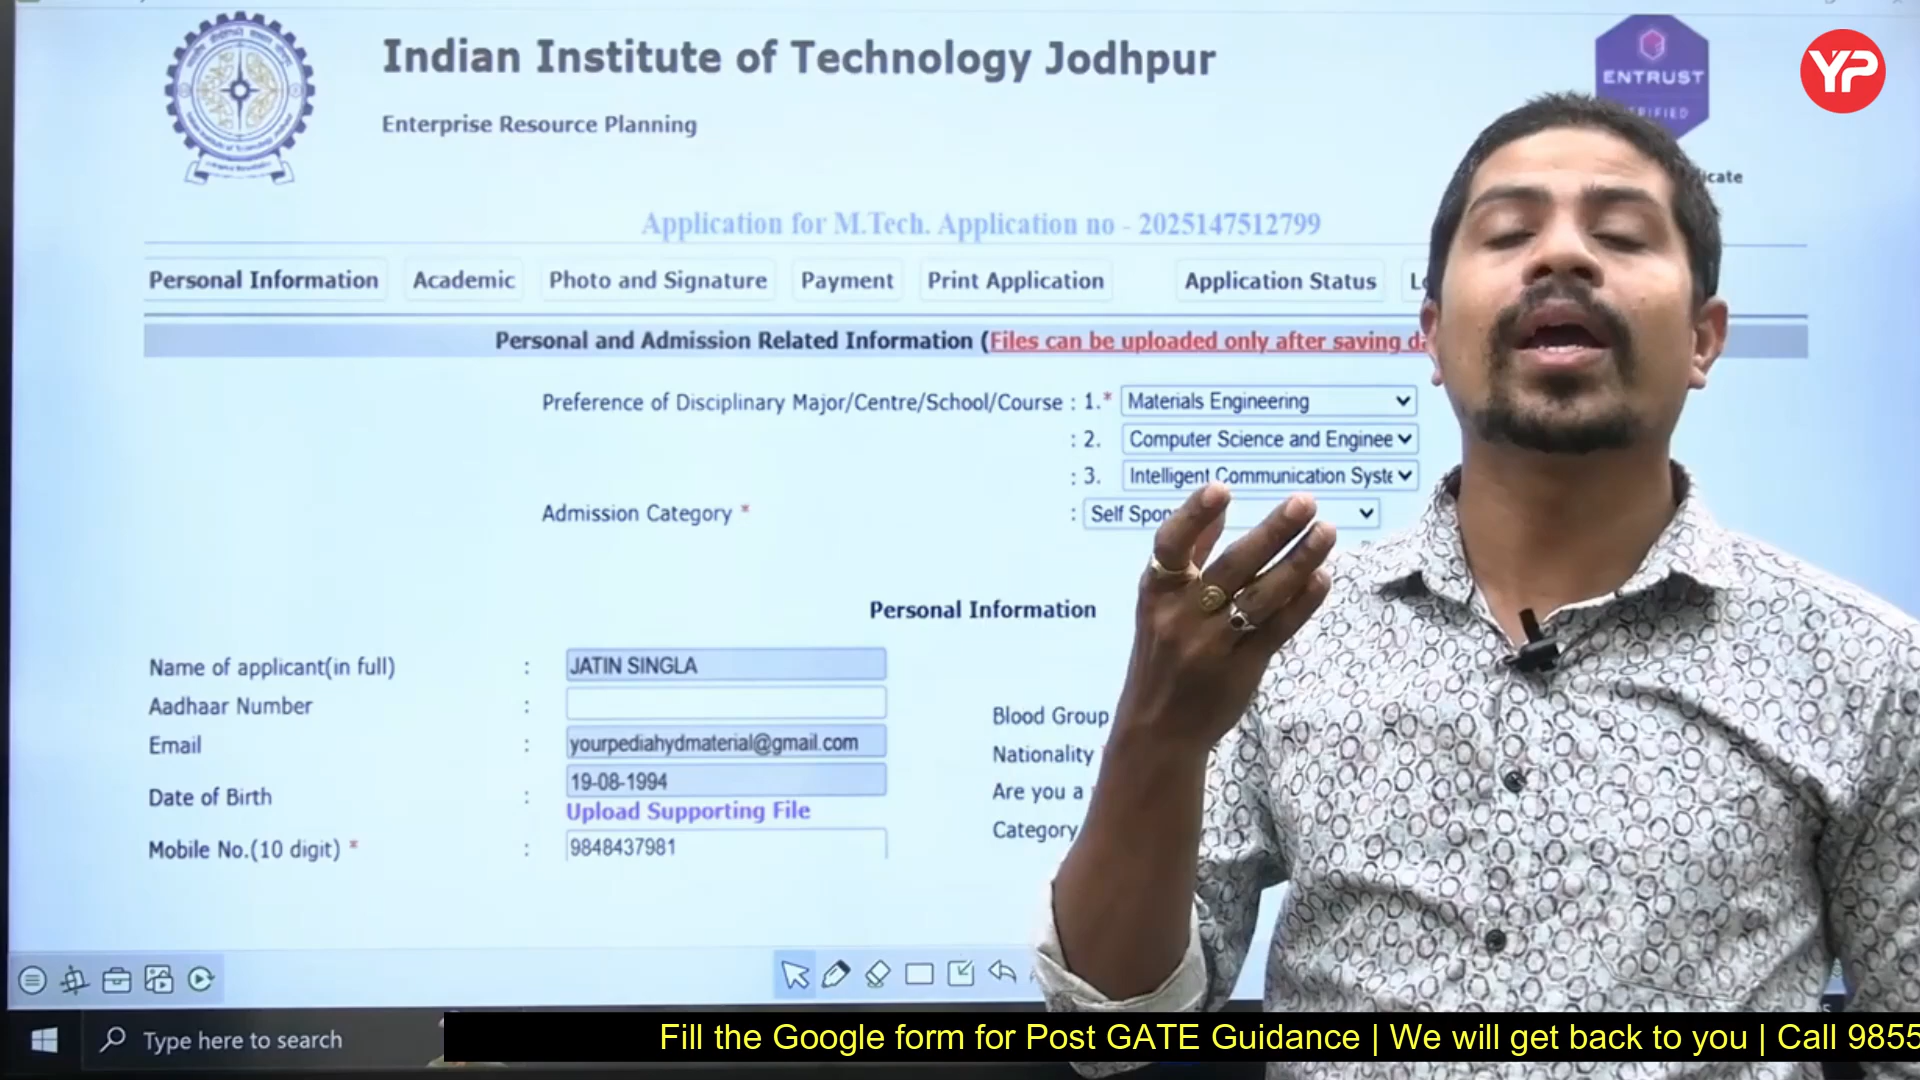 Indian Institute of Technology Jodhpur
Enterprise Resource Planning
ENTRUST
YP
Application for M.Tech. Application no - 2025147512799
Personal Information
Academic
Photo and Signature
Payment
Print Application
Application Status
Personal and Admission Related Information (Files can be uploaded only after saving
Preference of Disciplinary Major/Centre/School/Course : 1.* Materials Engineering
: 2. Computer Science and Enginee
: 3. Intelligent Communication Syste
Admission Category * : Self Spon
Personal Information
Name of applicant(in full) : JATIN SINGLA
Aadhaar Number :
Email : yourpediahydmaterial@gmail.com
Date of Birth : 19-08-1994
Upload Supporting File
Mobile No.(10 digit) * : 9848437981
Blood Group
Nationality
Are you a
Category
Type here to search
Fill the Google form for Post GATE Guidance | We will get back to you | Call 9855